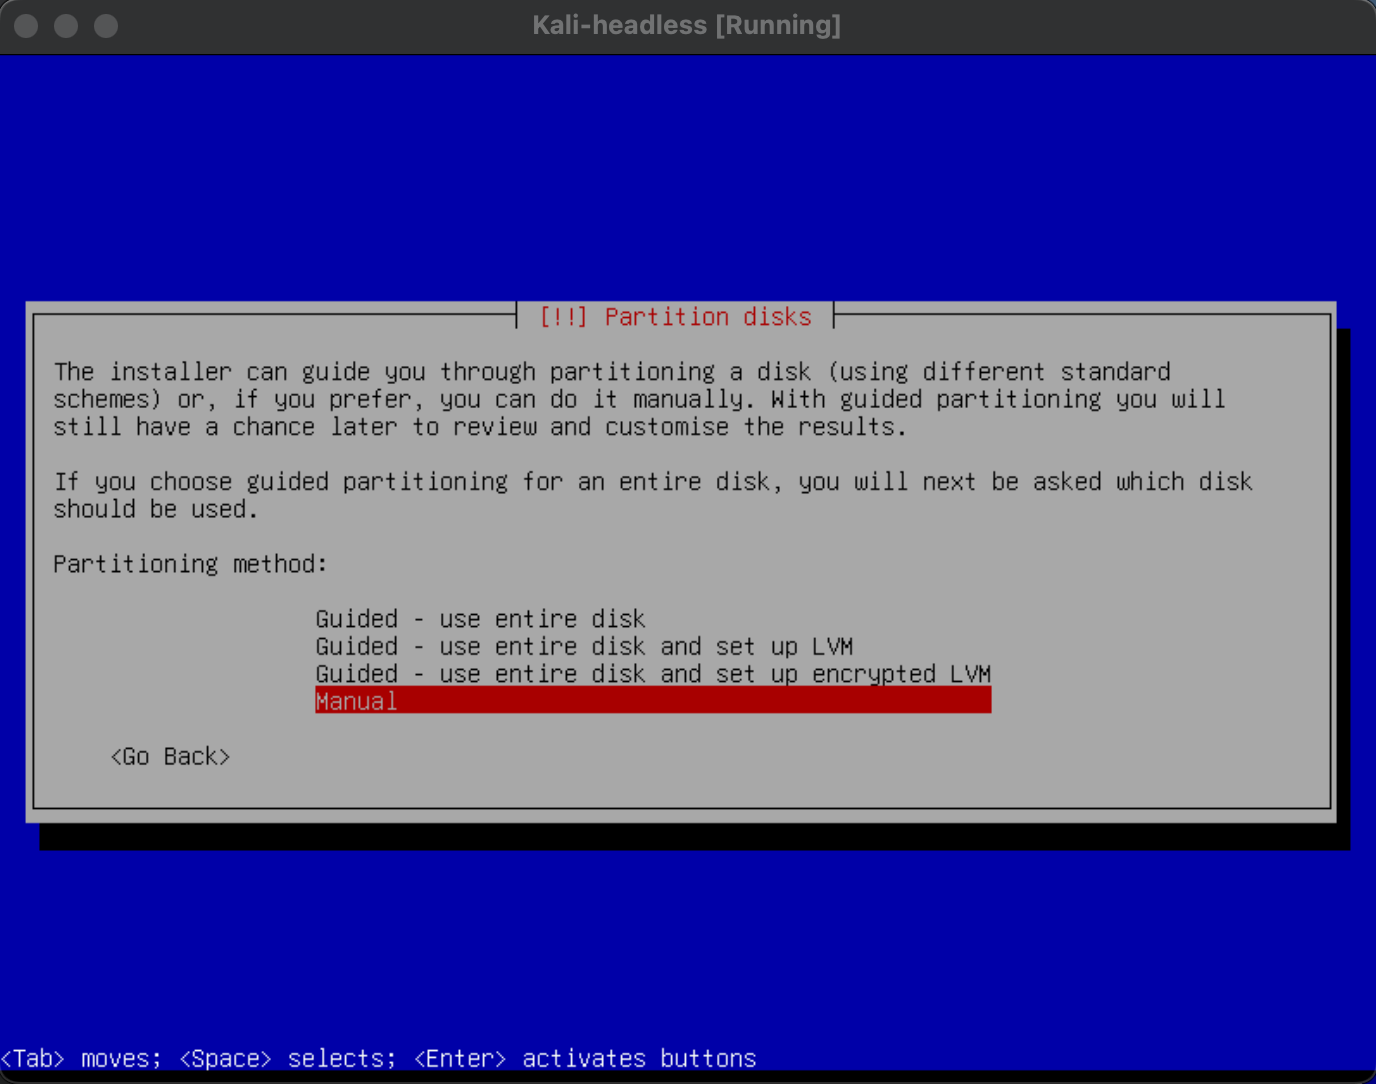 Kali-headless [Running]
[!!] Partition disks
The installer can guide you through partitioning a disk (using different standard
schemes) or, if you prefer, you can do it manually. With guided partitioning you will
still have a chance later to review and customise the results.
If you choose guided partitioning for an entire disk, you will next be asked which disk
should be used.
Partitioning method:
Guided - use entire disk
Guided - use entire disk and set up LVM
Guided - use entire disk and set up encrypted LVM
Manual
<Go Back>
<Tab> moves; <Space> selects; <Enter> activates buttons